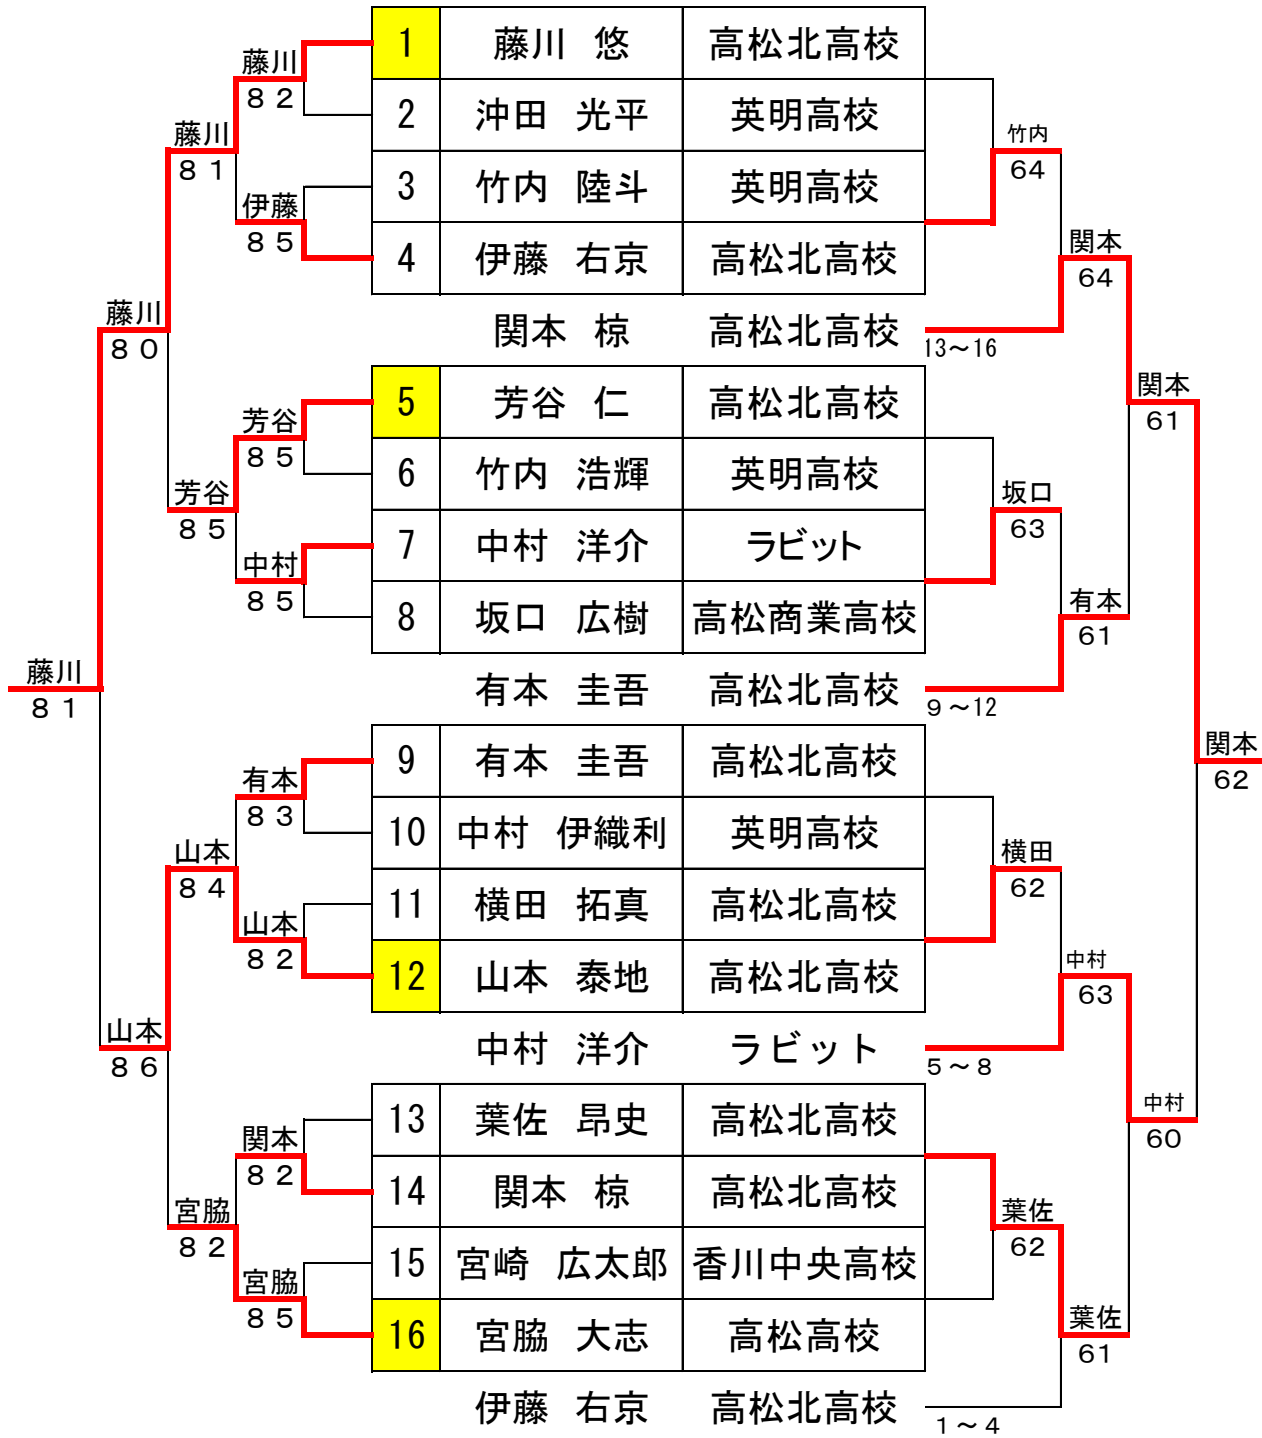 1 藤川 悠 高松北高校
藤川
82
2 沖田 光平 英明高校
藤川
81
竹内
64
3 竹内 陸斗 英明高校
伊藤
85
4 伊藤 右京 高松北高校
関本
64
藤川
80
関本 椋 高松北高校
13～16
5 芳谷 仁 高松北高校
芳谷
85
関本
61
6 竹内 浩輝 英明高校
芳谷
85
坂口
63
7 中村 洋介 ラビット
中村
85
8 坂口 広樹 高松商業高校
有本
61
藤川
81
有本 圭吾 高松北高校
9～12
9 有本 圭吾 高松北高校
有本
83
関本
62
10 中村 伊織利 英明高校
山本
84
横田
62
11 横田 拓真 高松北高校
山本
82
12 山本 泰地 高松北高校
中村
63
山本
86
中村 洋介 ラビット
5～8
13 葉佐 昂史 高松北高校
関本
82
中村
60
14 関本 椋 高松北高校
宮脇
82
葉佐
62
15 宮崎 広太郎 香川中央高校
宮脇
85
16 宮脇 大志 高松高校
葉佐
61
伊藤 右京 高松北高校
1～4